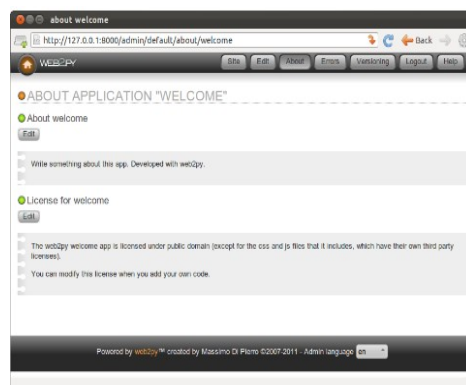 about welcome
http://127.0.0.1:8000/admin/default/about/welcome
Back
WEB2PY
Site Edit About Errors Versioning Logout Help
ABOUT APPLICATION "WELCOME"
About welcome
Edit
Write something about this app. Developed with web2py.
License for welcome
Edit
The web2py welcome app is licensed under public domain (except for the css and js files that it includes, which have their own third party
licenses).
You can modify this license when you add your own code.
Powered by web2py™ created by Massimo Di Pierro ©2007-2011 - Admin language en